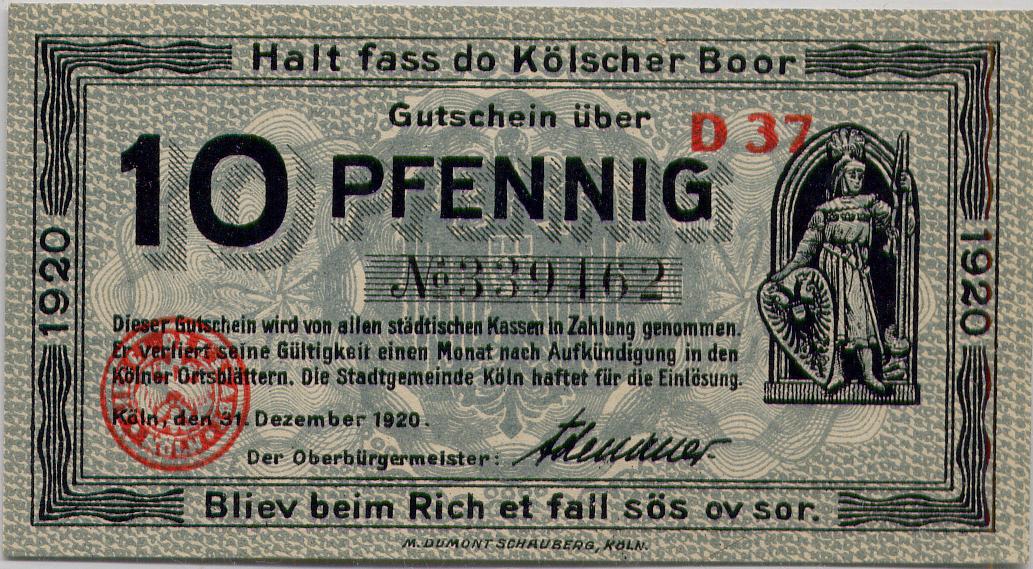 Halt fass do Kölscher Boor
Gutschein über
D 37
10 PFENNIG
№ 339462
1920
1920
Dieser Gutschein wird von allen städtischen Kassen in Zahlung genommen.
Er verliert seine Gültigkeit einen Monat nach Aufkündigung in den
Kölner Ortsblättern. Die Stadtgemeinde Köln haftet für die Einlösung.
Köln, den 31. Dezember 1920.
Der Oberbürgermeister: Adenauer
Bliev beim Rich et fall sös ov sor.
M. DUMONT SCHAUBERG, KÖLN.